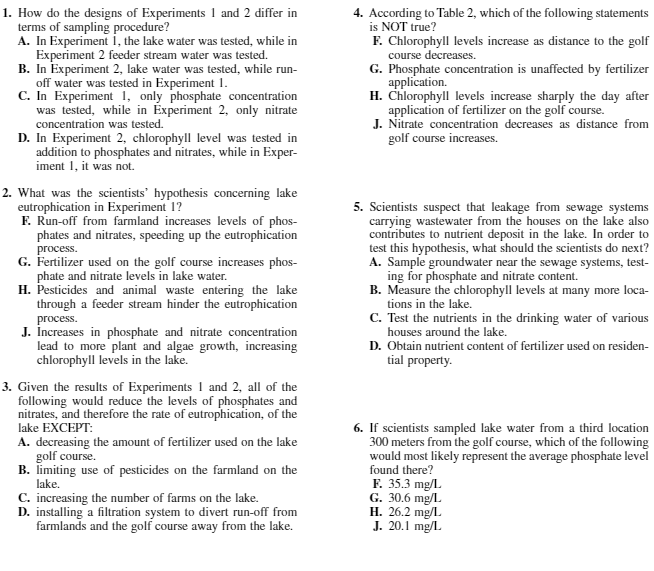 1. How do the designs of Experiments 1 and 2 differ in
terms of sampling procedure?
A. In Experiment 1, the lake water was tested, while in
Experiment 2 feeder stream water was tested.
B. In Experiment 2, lake water was tested, while run-
off water was tested in Experiment 1.
C. In Experiment 1, only phosphate concentration
was tested, while in Experiment 2, only nitrate
concentration was tested.
D. In Experiment 2, chlorophyll level was tested in
addition to phosphates and nitrates, while in Exper-
iment 1, it was not.
2. What was the scientists' hypothesis concerning lake
eutrophication in Experiment 1?
F. Run-off from farmland increases levels of phos-
phates and nitrates, speeding up the eutrophication
process.
G. Fertilizer used on the golf course increases phos-
phate and nitrate levels in lake water.
H. Pesticides and animal waste entering the lake
through a feeder stream hinder the eutrophication
process.
J. Increases in phosphate and nitrate concentration
lead to more plant and algae growth, increasing
chlorophyll levels in the lake.
3. Given the results of Experiments 1 and 2, all of the
following would reduce the levels of phosphates and
nitrates, and therefore the rate of eutrophication, of the
lake EXCEPT:
A. decreasing the amount of fertilizer used on the lake
golf course.
B. limiting use of pesticides on the farmland on the
lake.
C. increasing the number of farms on the lake.
D. installing a filtration system to divert run-off from
farmlands and the golf course away from the lake.
4. According to Table 2, which of the following statements
is NOT true?
F. Chlorophyll levels increase as distance to the golf
course decreases.
G. Phosphate concentration is unaffected by fertilizer
application.
H. Chlorophyll levels increase sharply the day after
application of fertilizer on the golf course.
J. Nitrate concentration decreases as distance from
golf course increases.
5. Scientists suspect that leakage from sewage systems
carrying wastewater from the houses on the lake also
contributes to nutrient deposit in the lake. In order to
test this hypothesis, what should the scientists do next?
A. Sample groundwater near the sewage systems, test-
ing for phosphate and nitrate content.
B. Measure the chlorophyll levels at many more loca-
tions in the lake.
C. Test the nutrients in the drinking water of various
houses around the lake.
D. Obtain nutrient content of fertilizer used on residen-
tial property.
6. If scientists sampled lake water from a third location
300 meters from the golf course, which of the following
would most likely represent the average phosphate level
found there?
F. 35.3 mg/L
G. 30.6 mg/L
H. 26.2 mg/L
J. 20.1 mg/L